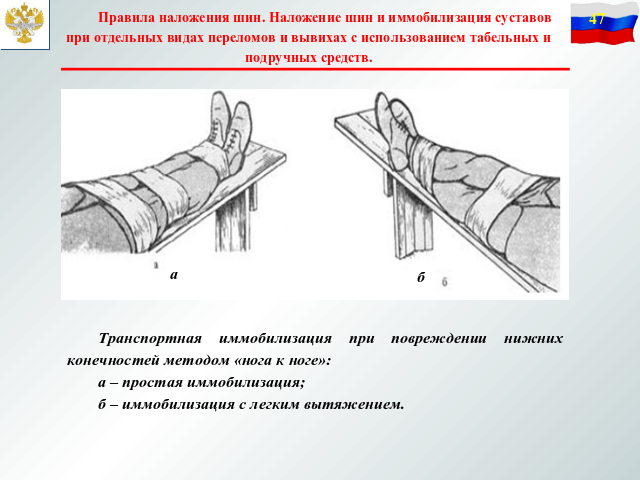 Правила наложения шин. Наложение шин и иммобилизация суставов
при отдельных видах переломов и вывихах с использованием табельных и
подручных средств.
47
а
а
б
б
Транспортная иммобилизация при повреждении нижних
конечностей методом «нога к ноге»:
а – простая иммобилизация;
б – иммобилизация с легким вытяжением.